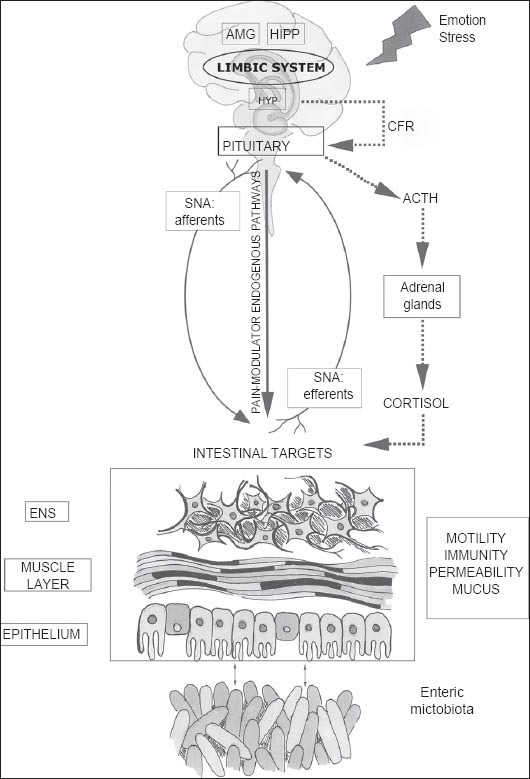 Emotion
Stress
AMG
HIPP
LIMBIC SYSTEM
HYP
CFR
PITUITARY
ACTH
SNA:
afferents
PAIN-MODULATOR ENDOGENOUS PATHWAYS
Adrenal
glands
SNA:
efferents
CORTISOL
INTESTINAL TARGETS
ENS
MUSCLE
LAYER
EPITHELIUM
MOTILITY
IMMUNITY
PERMEABILITY
MUCUS
Enteric
mictobiota